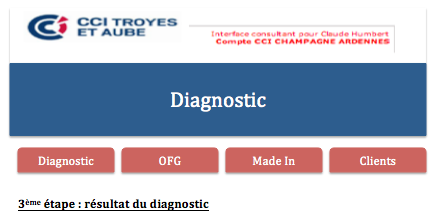 CCI TROYES
ET AUBE
Interface consultant pour Claude Humbert
Compte CCI CHAMPAGNE ARDENNES
Diagnostic
Diagnostic
OFG
Made In
Clients
3ème étape : résultat du diagnostic